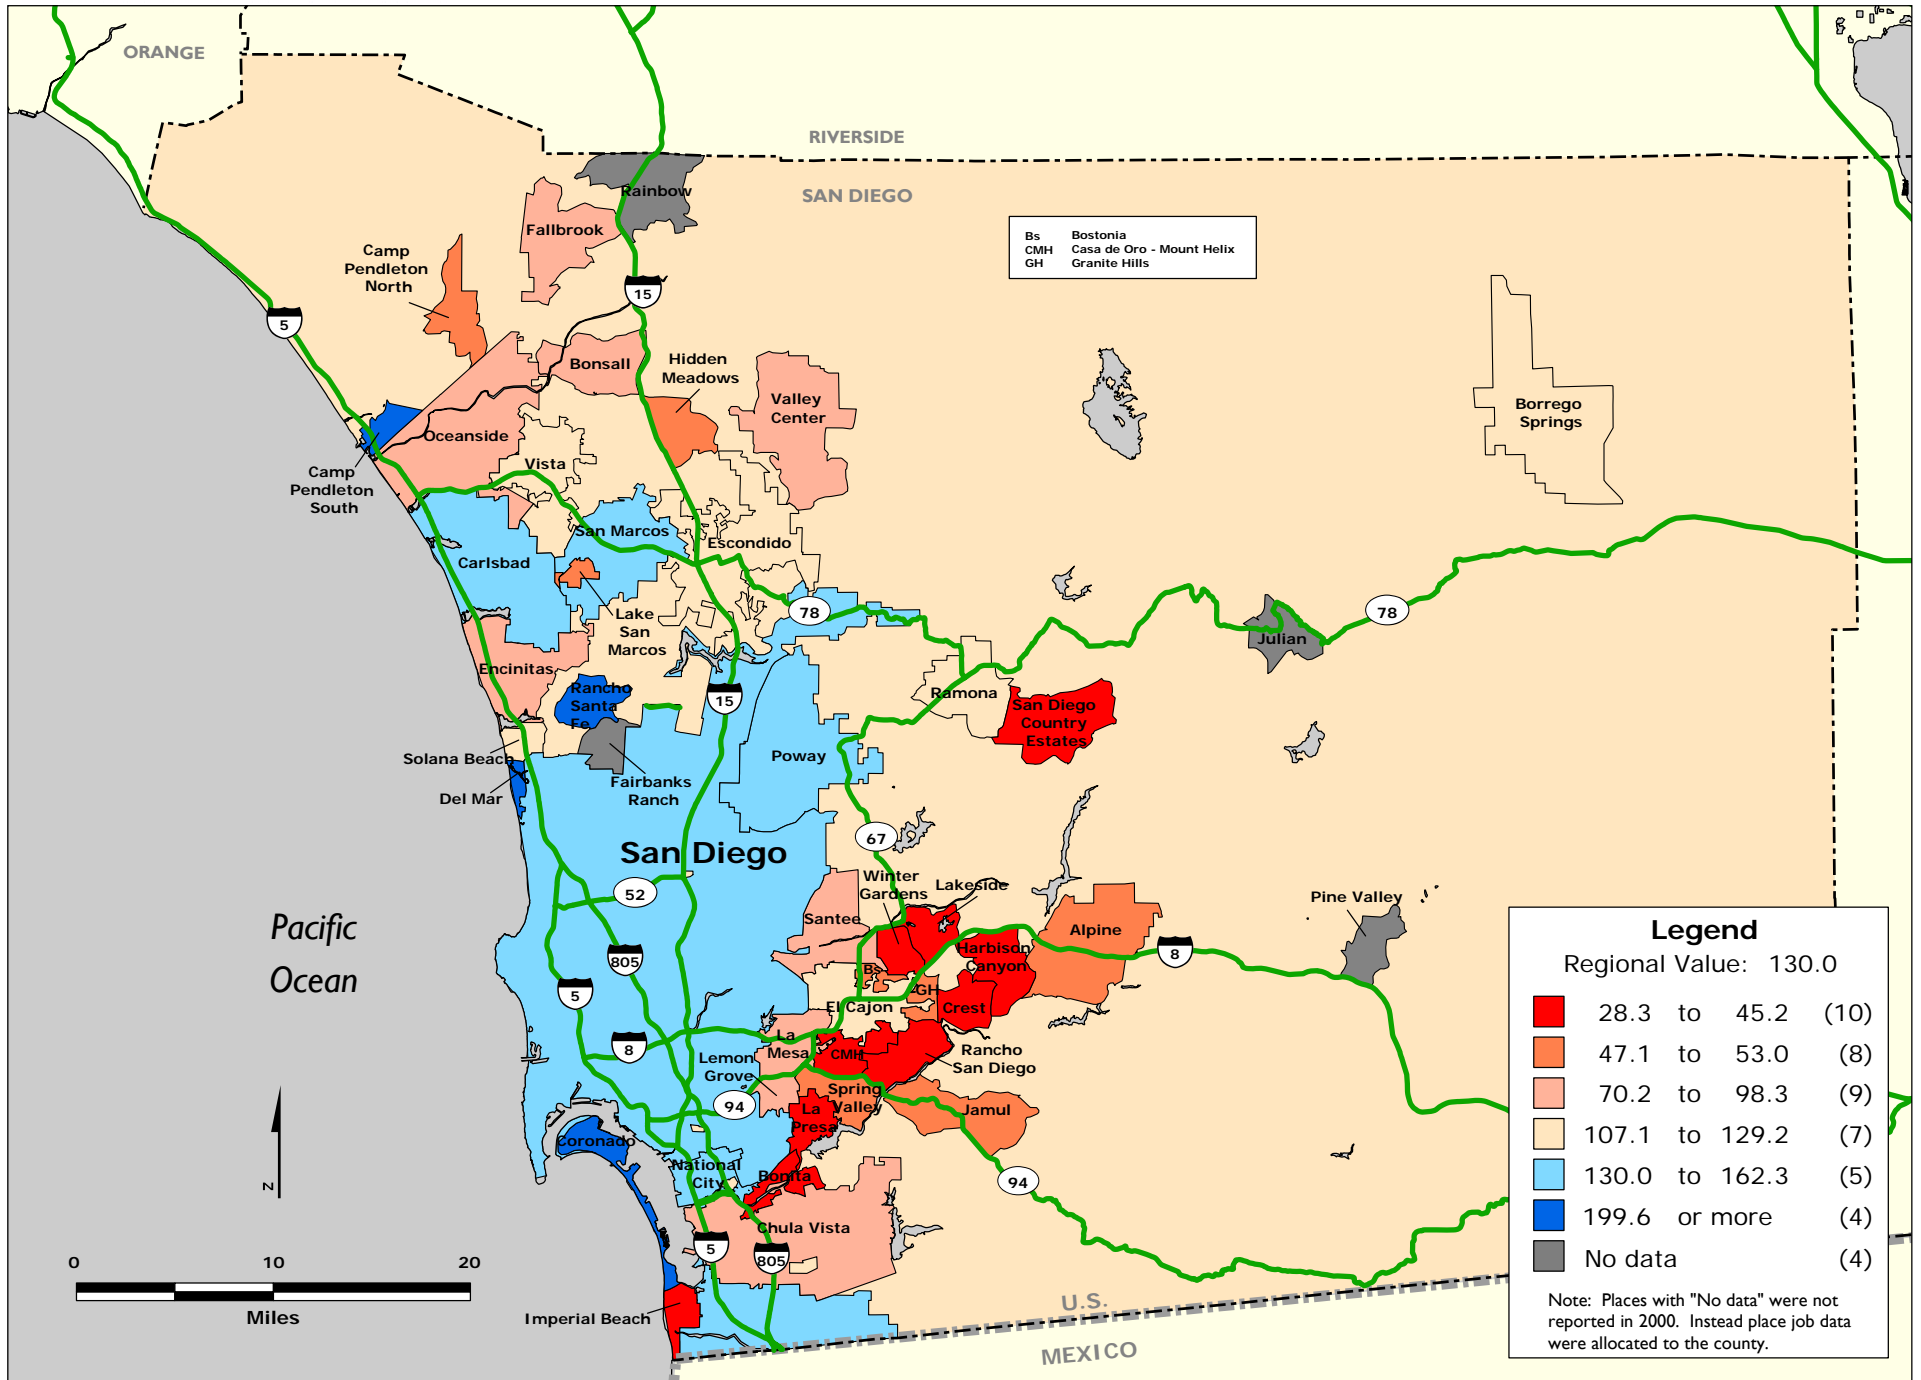 ORANGE
RIVERSIDE
SAN DIEGO
Bs Bostonia
CMH Casa de Oro - Mount Helix
GH Granite Hills
Rainbow
Fallbrook
Camp
Pendleton
North
15
5
Bonsall
Hidden
Meadows
Valley
Center
Borrego
Springs
Oceanside
Vista
Camp
Pendleton
South
San Marcos
Escondido
Carlsbad
78
78
Lake
San
Marcos
Julian
Encinitas
Rancho
Santa
Fe
15
Ramona
San Diego
Country
Estates
Solana Beach
Poway
Del Mar
Fairbanks
Ranch
67
San Diego
52
Winter
Gardens
Lakeside
Pine Valley
Santee
Alpine
Pacific
Ocean
805
Harbison
Canyon
8
Bs
5
GH
El Cajon
Crest
La
Mesa
8
CMH
Rancho
San Diego
Lemon
Grove
Spring
Valley
94
La
Presa
Jamul
Coronado
National
City
Bonita
94
N
Chula Vista
5
805
0 10 20
Miles
Imperial Beach
U.S.
MEXICO
Legend
Regional Value: 130.0
28.3 to 45.2 (10)
47.1 to 53.0 (8)
70.2 to 98.3 (9)
107.1 to 129.2 (7)
130.0 to 162.3 (5)
199.6 or more (4)
No data (4)
Note: Places with "No data" were not
reported in 2000. Instead place job data
were allocated to the county.